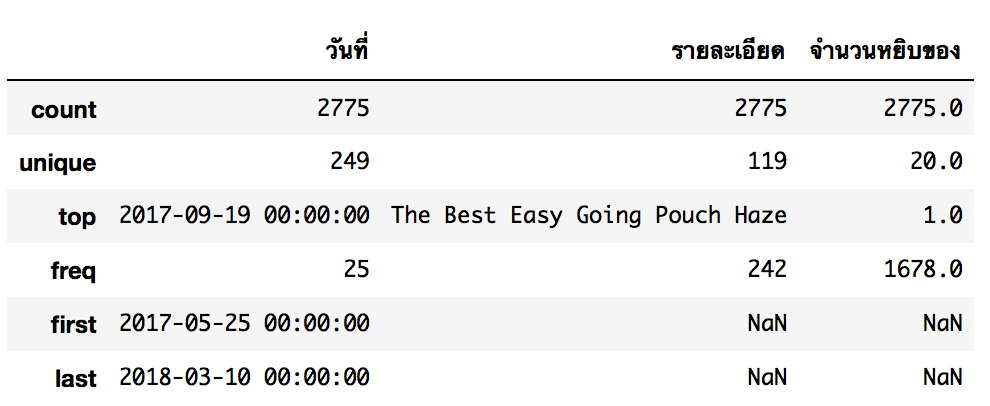 วันที่ รายละเอียด จำนวนหยิบของ
count 2775 2775 2775.0
unique 249 119 20.0
top 2017-09-19 00:00:00 The Best Easy Going Pouch Haze 1.0
freq 25 242 1678.0
first 2017-05-25 00:00:00 NaN NaN
last 2018-03-10 00:00:00 NaN NaN